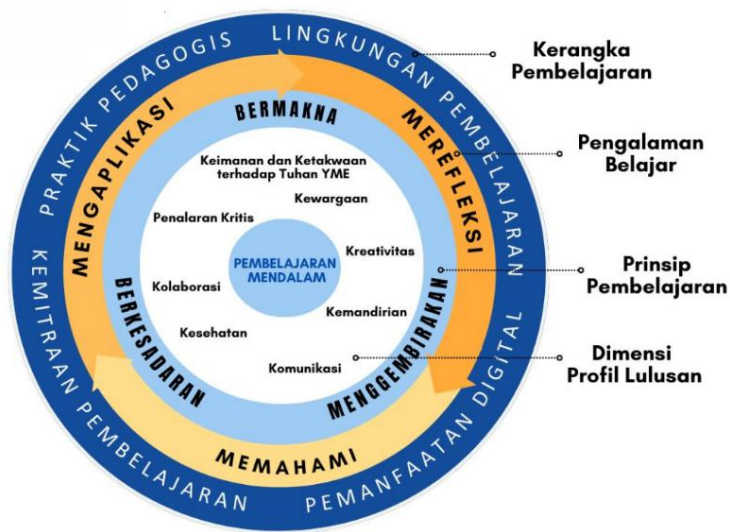 PRAKTIK PEDAGOGIS
LINGKUNGAN PEMBELAJARAN
PEMANFAATAN DIGITAL
KEMITRAAN PEMBELAJARAN
MENGAPLIKASI
MEREFLEKSI
MEMAHAMI
BERMAKNA
MENGGEMBIRAKAN
BERKESADARAN
Keimanan dan Ketakwaan
terhadap Tuhan YME
Kewargaan
Penalaran Kritis
Kreativitas
Kolaborasi
Kemandirian
Kesehatan
Komunikasi
PEMBELAJARAN
MENDALAM
Kerangka
Pembelajaran
Pengalaman
Belajar
Prinsip
Pembelajaran
Dimensi
Profil Lulusan